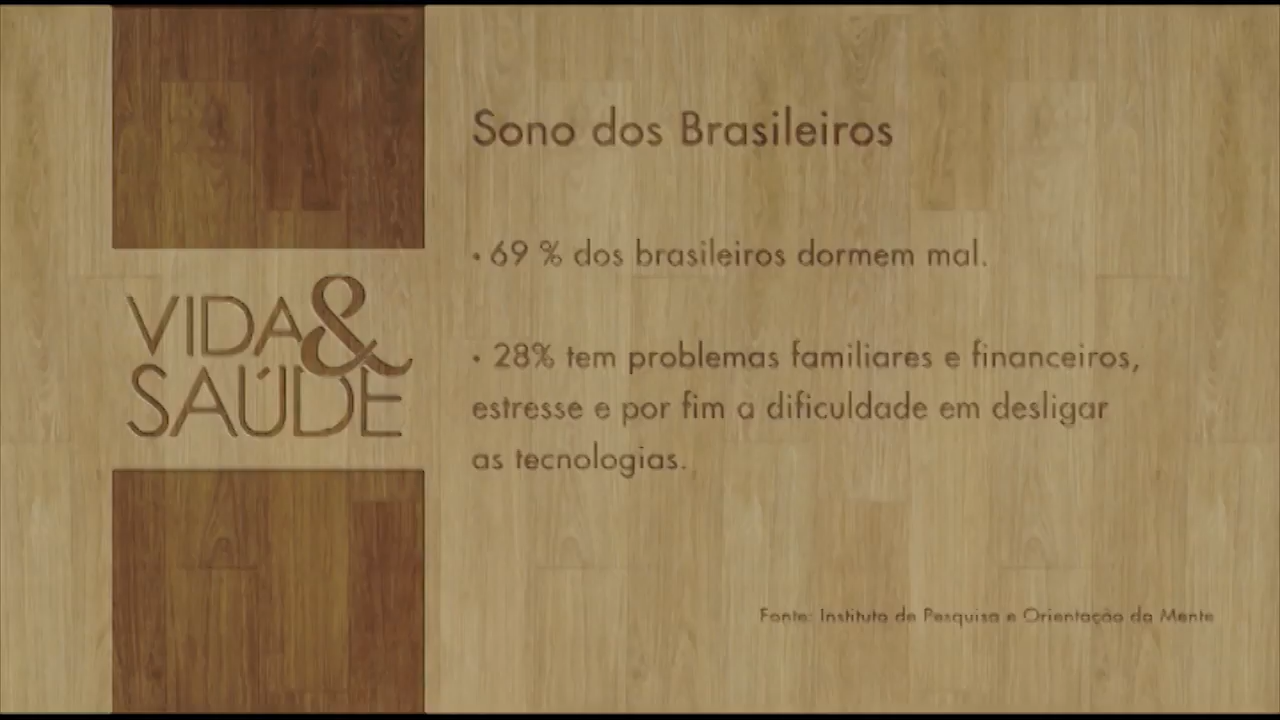 Sono dos Brasileiros
• 69 % dos brasileiros dormem mal.
VIDA&
SAÚDE
• 28% tem problemas familiares e financeiros,
estresse e por fim a dificuldade em desligar
as tecnologias.
Fonte: Instituto de Pesquisa e Orientação da Mente